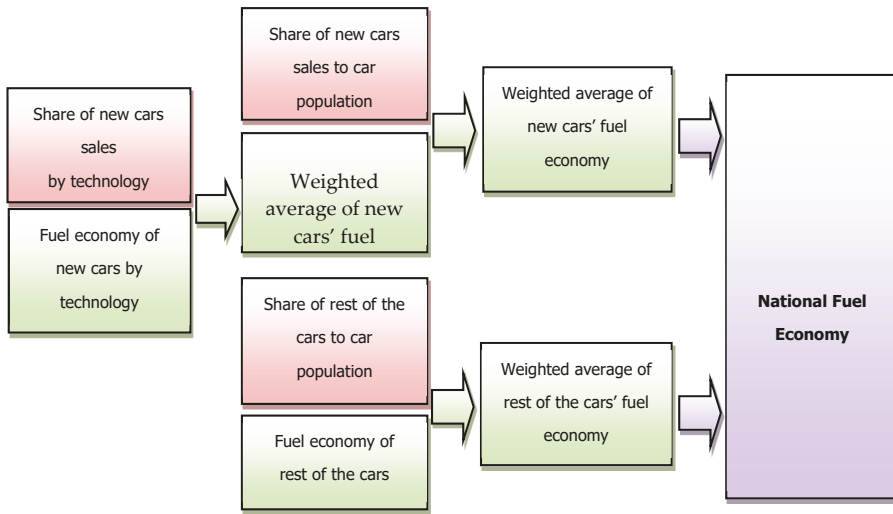 Share of new cars
sales
by technology
Fuel economy of
new cars by
technology
Share of new cars
sales to car
population
Weighted
average of new
cars' fuel
Share of rest of the
cars to car
population
Fuel economy of
rest of the cars
Weighted average of
new cars' fuel
economy
Weighted average of
rest of the cars' fuel
economy
National Fuel
Economy